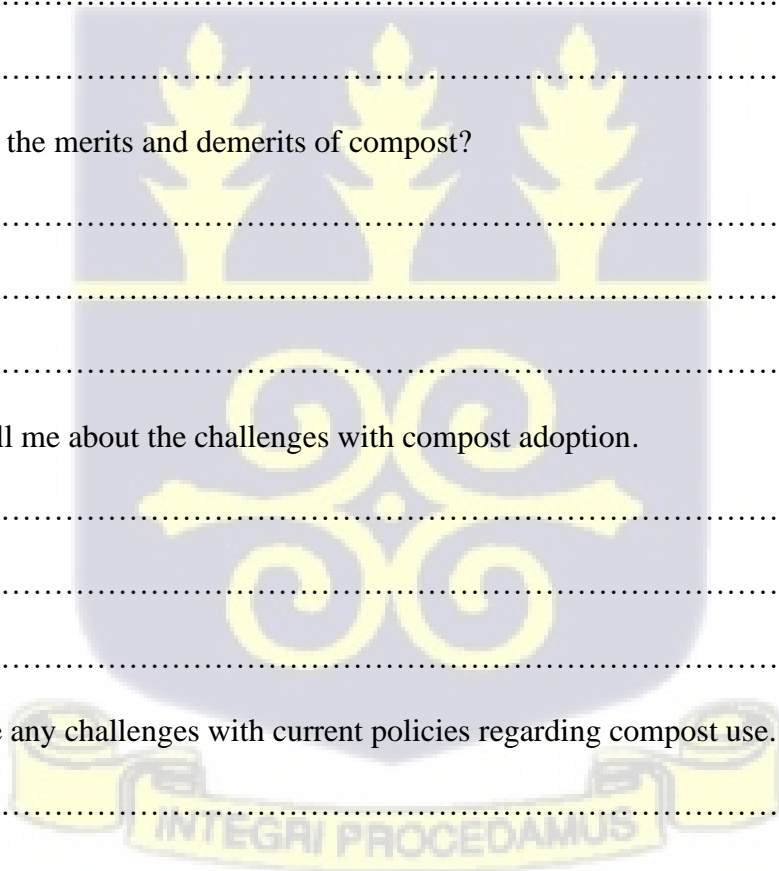 ………………………………………………………………………
………………………………………………………………………
the merits and demerits of compost?
………………………………………………………………………
………………………………………………………………………
………………………………………………………………………
ll me about the challenges with compost adoption.
………………………………………………………………………
………………………………………………………………………
………………………………………………………………………
e any challenges with current policies regarding compost use.
………………………………………………………………………
INTEGRI PROCEDAMUS